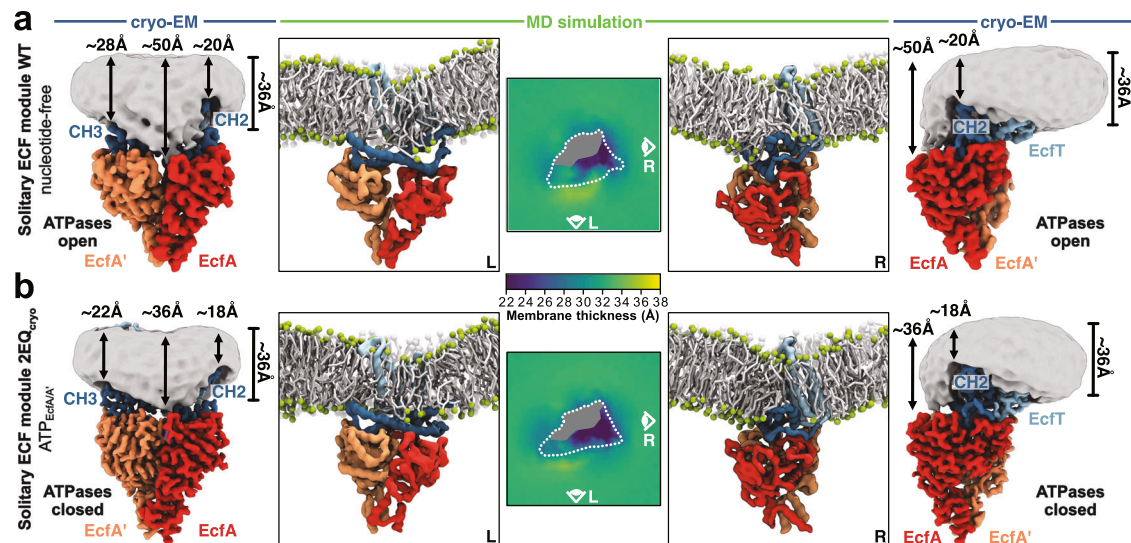 a
cryo-EM
MD simulation
cryo-EM
Solitary ECF module WT
nucleotide-free
~28Å
~50Å
~20Å
~36Å
CH3
CH2
ATPases
open
EcfA'
EcfA
L
R
L
R
~50Å
~20Å
~36Å
CH2
EcfT
ATPases
open
EcfA
EcfA'
22 24 26 28 30 32 34 36 38
Membrane thickness (Å)
b
Solitary ECF module 2EQcryo
ATPEcfA/A'
~22Å
~36Å
~18Å
~36Å
CH3
CH2
ATPases
closed
EcfA'
EcfA
L
R
L
R
~36Å
~18Å
~36Å
CH2
EcfT
ATPases
closed
EcfA
EcfA'